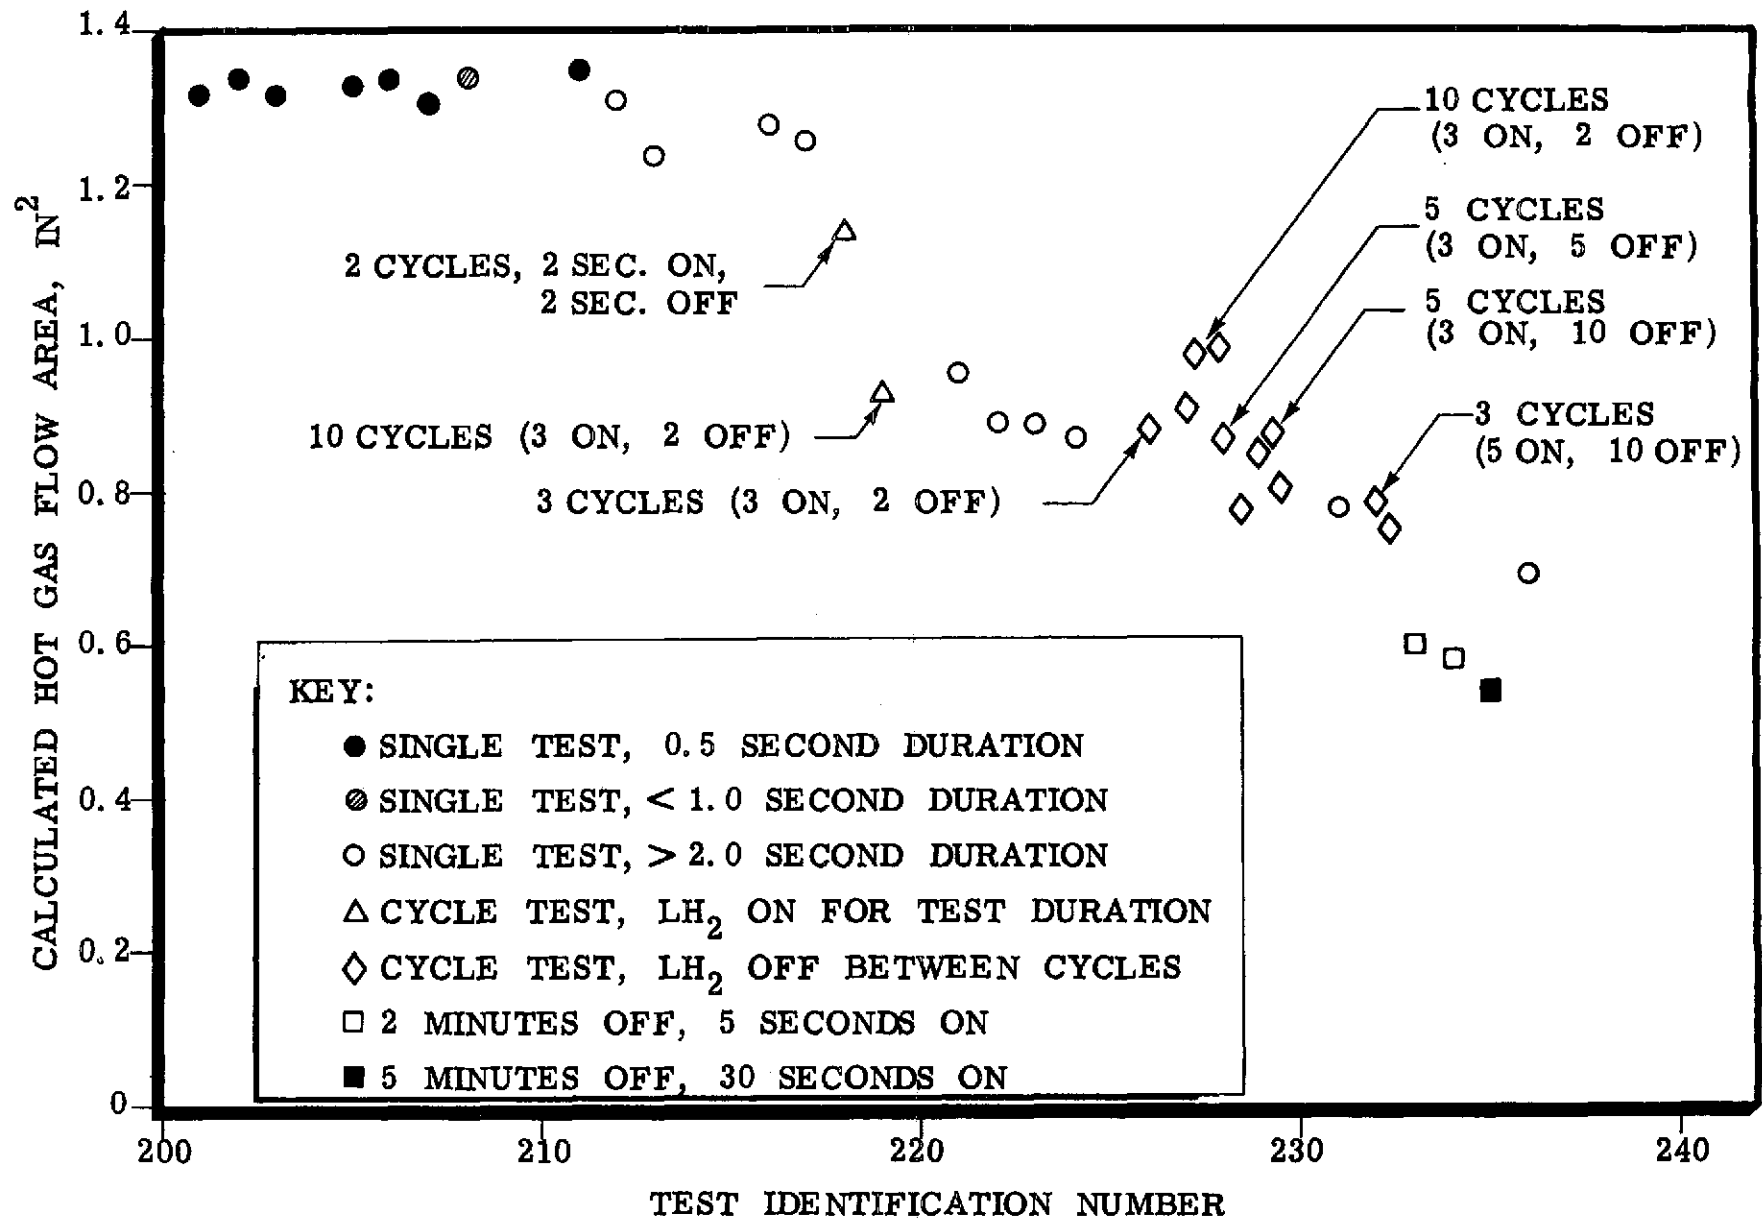 CALCULATED HOT GAS FLOW AREA, IN2
1.4
1.2
1.0
0.8
0.6
0.4
0.2
0
10 CYCLES
(3 ON, 2 OFF)
5 CYCLES
(3 ON, 5 OFF)
5 CYCLES
(3 ON, 10 OFF)
3 CYCLES
(5 ON, 10 OFF)
2 CYCLES, 2 SEC. ON,
2 SEC. OFF
10 CYCLES (3 ON, 2 OFF)
3 CYCLES (3 ON, 2 OFF)
KEY:
SINGLE TEST, 0.5 SECOND DURATION
SINGLE TEST, < 1.0 SECOND DURATION
SINGLE TEST, > 2.0 SECOND DURATION
CYCLE TEST, LH2 ON FOR TEST DURATION
CYCLE TEST, LH2 OFF BETWEEN CYCLES
2 MINUTES OFF, 5 SECONDS ON
5 MINUTES OFF, 30 SECONDS ON
200 210 220 230 240
TEST IDENTIFICATION NUMBER